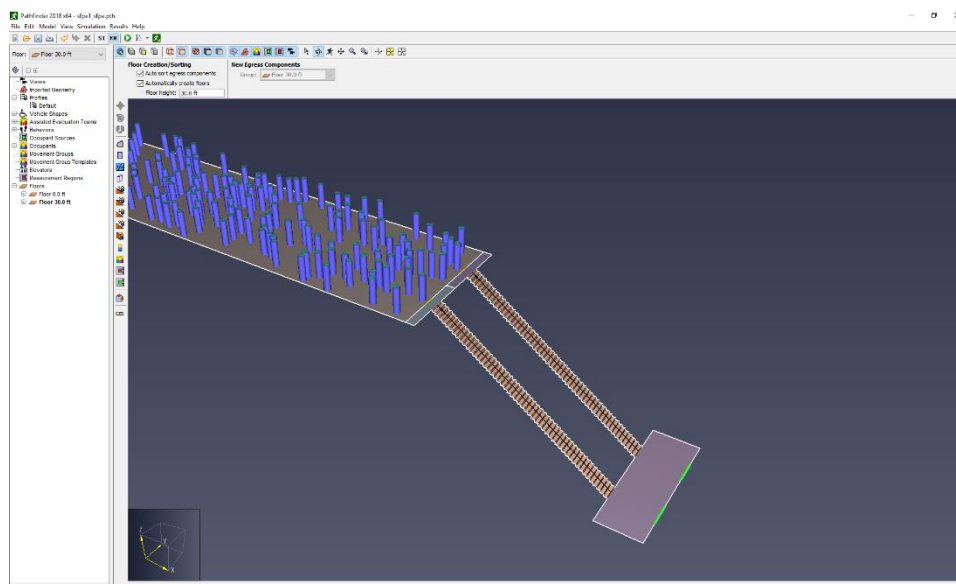 Pathfinder 2018 x64 - sfpe1_sfpe.pth
File Edit Model View Simulation Results Help
Floor: Floor 30.0 ft
Floor Creation/Sorting
Auto sort egress components
Automatically create floors
Floor height: 30.0 ft
New Egress Components
Group: Floor 30.0 ft
Views
Imported Geometry
Profiles
Default
Vehicle Shapes
Assisted Evacuation Teams
Behaviors
Occupant Sources
Occupants
Movement Groups
Movement Group Templates
Elevators
Measurement Regions
Floors
Floor 0.0 ft
Floor 30.0 ft
Z
Y
X